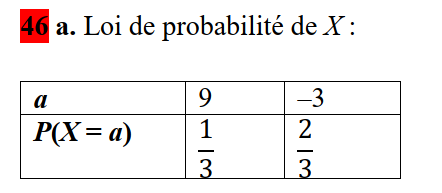 46 a. Loi de probabilité de X :
a 9 –3
P(X = a) 1/3 2/3